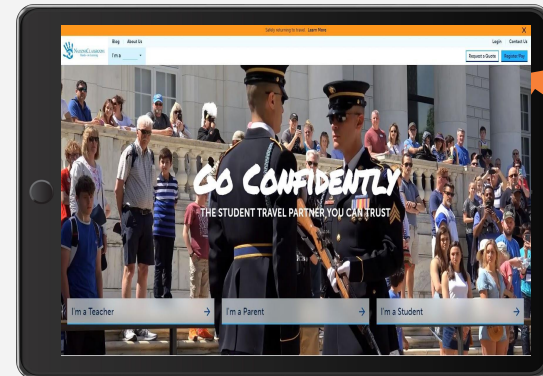 Safely returning to travel Learn More X
Blog About Us Login Contact Us
I'm a
Request a Quote Register/Pay
GO CONFIDENTLY
THE STUDENT TRAVEL PARTNER YOU CAN TRUST
I'm a Teacher → I'm a Parent → I'm a Student →